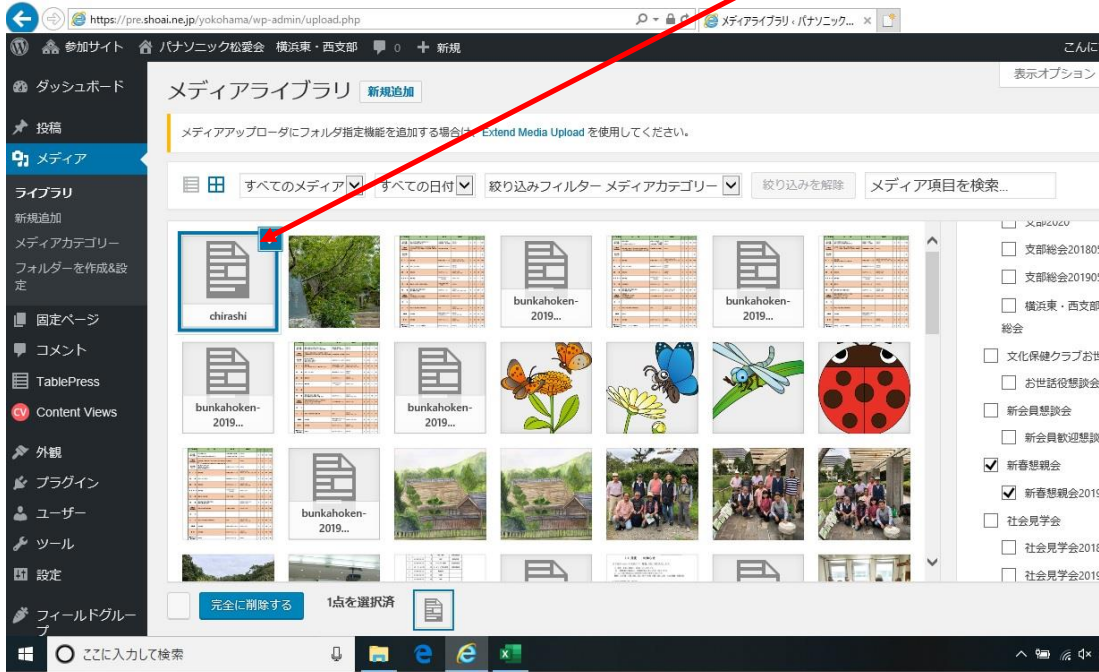 https://pre.shoai.ne.jp/yokohama/wp-admin/upload.php
メディアライブラリ ‹ パナソニック...
参加サイト パナソニック松愛会 横浜東・西支部 0 新規
こんに
ダッシュボード
投稿
メディア
ライブラリ
新規追加
メディアカテゴリー
フォルダーを作成&設
定
固定ページ
コメント
TablePress
CV Content Views
外観
プラグイン
ユーザー
ツール
設定
フィールドグルー
プ
メディアライブラリ 新規追加
表示オプション
メディアアップローダにフォルダ指定機能を追加する場合は、Extend Media Upload を使用してください。
すべてのメディア すべての日付 絞り込みフィルター メディアカテゴリー 絞り込みを解除 メディア項目を検索...
chirashi
bunkahoken-
2019...
bunkahoken-
2019...
bunkahoken-
2019...
bunkahoken-
2019...
bunkahoken-
2019...
支部2020
支部総会201805
支部総会201905
横浜東・西支部
総会
文化保健クラブお世
お世話役懇談会
新会員懇談会
新会員歓迎懇談
新春懇親会
新春懇親会2019
社会見学会
社会見学会2018
社会見学会2019
完全に削除する 1点を選択済
ここに入力して検索